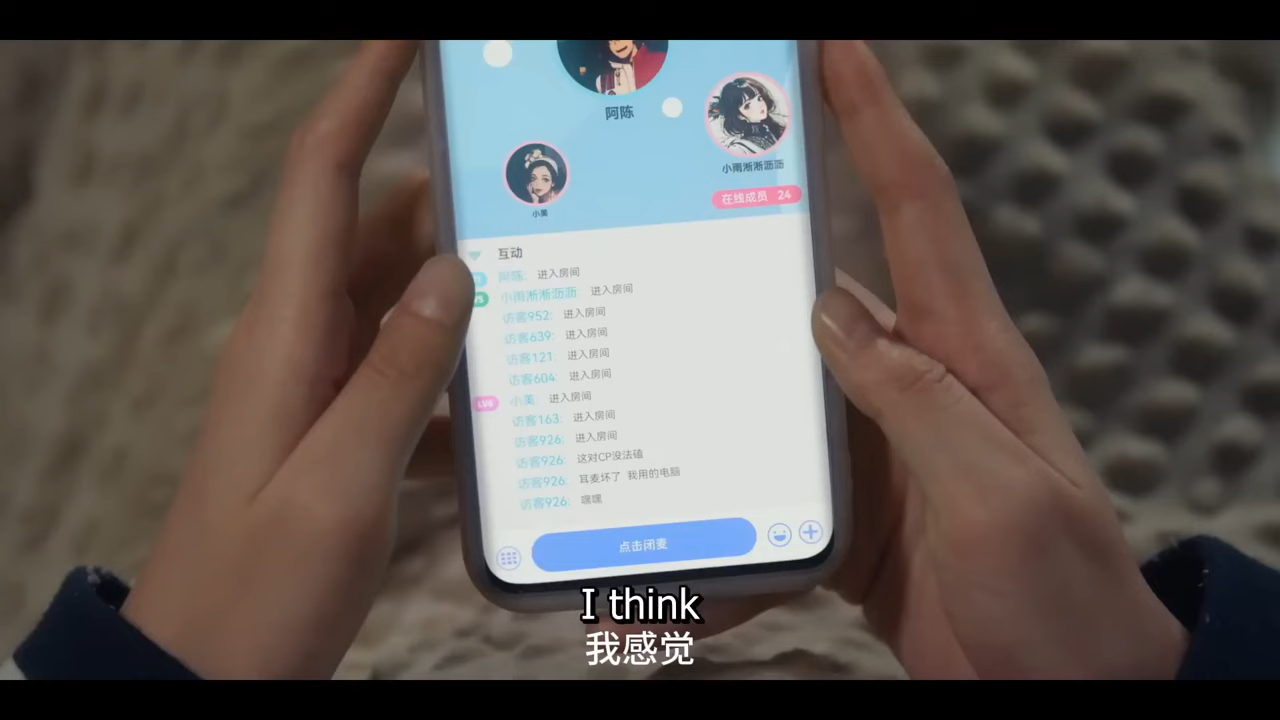 阿陈
小雨淅淅沥沥
小美
在线成员 24
互动
阿陈: 进入房间
小雨淅淅沥沥 进入房间
访客952: 进入房间
访客639: 进入房间
访客121: 进入房间
访客604: 进入房间
LV6 小美: 进入房间
访客163: 进入房间
访客926: 进入房间
访客926: 这对CP没法磕
访客926: 耳麦坏了 我用的电脑
访客926: 嘿嘿
点击闭麦
I think
我感觉